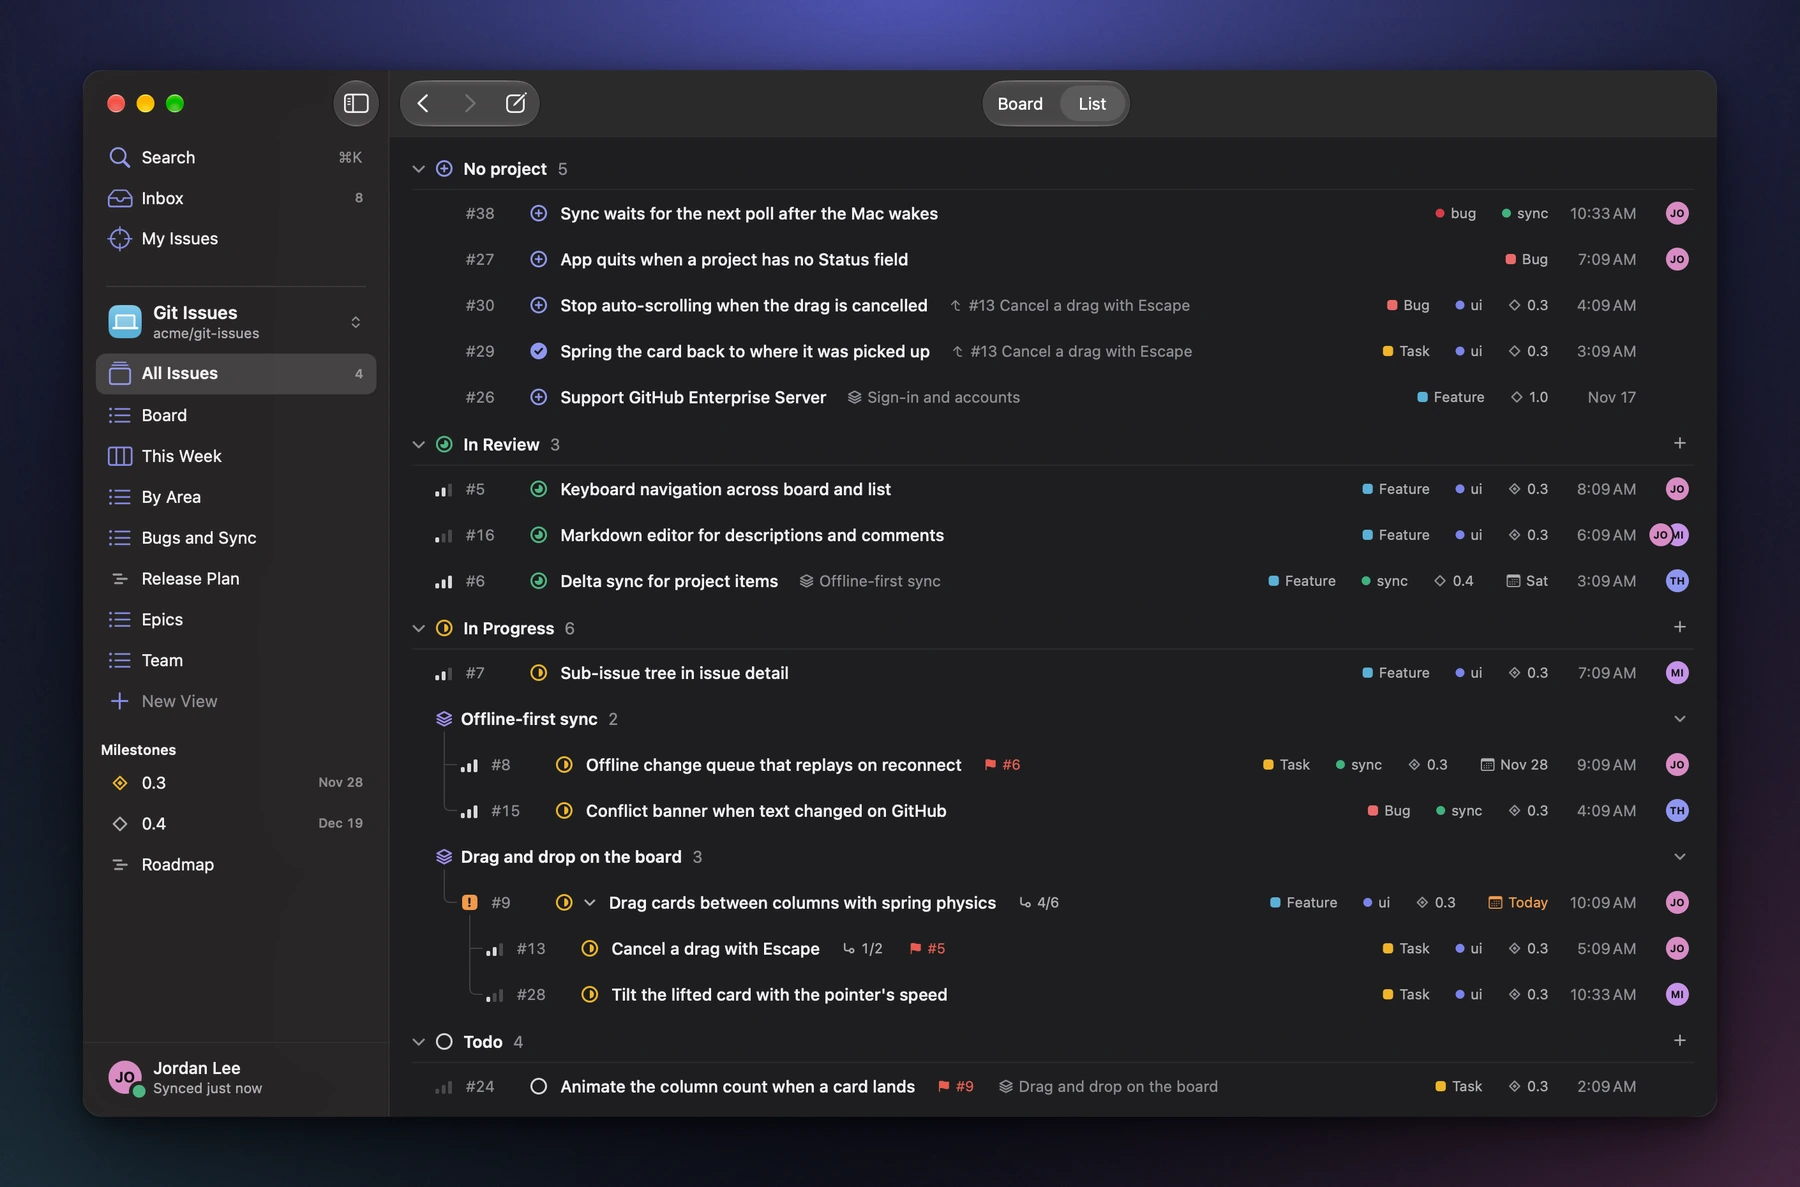 Board List
Search ⌘K
Inbox 8
My Issues
Git Issues
acme/git-issues
All Issues 4
Board
This Week
By Area
Bugs and Sync
Release Plan
Epics
Team
New View
Milestones
0.3 Nov 28
0.4 Dec 19
Roadmap
JO Jordan Lee
Synced just now
No project 5
#38 Sync waits for the next poll after the Mac wakes bug sync 10:33 AM JO
#27 App quits when a project has no Status field Bug 7:09 AM JO
#30 Stop auto-scrolling when the drag is cancelled #13 Cancel a drag with Escape Bug ui 0.3 4:09 AM
#29 Spring the card back to where it was picked up #13 Cancel a drag with Escape Task ui 0.3 3:09 AM
#26 Support GitHub Enterprise Server Sign-in and accounts Feature 1.0 Nov 17
In Review 3
#5 Keyboard navigation across board and list Feature ui 0.3 8:09 AM JO
#16 Markdown editor for descriptions and comments Feature ui 0.3 6:09 AM JO MI
#6 Delta sync for project items Offline-first sync Feature sync 0.4 Sat 3:09 AM TH
In Progress 6
#7 Sub-issue tree in issue detail Feature ui 0.3 7:09 AM MI
Offline-first sync 2
#8 Offline change queue that replays on reconnect #6 Task sync 0.3 Nov 28 9:09 AM JO
#15 Conflict banner when text changed on GitHub Bug sync 0.3 4:09 AM TH
Drag and drop on the board 3
#9 Drag cards between columns with spring physics 4/6 Feature ui 0.3 Today 10:09 AM JO
#13 Cancel a drag with Escape 1/2 #5 Task ui 0.3 5:09 AM JO
#28 Tilt the lifted card with the pointer's speed Task ui 0.3 10:33 AM MI
Todo 4
#24 Animate the column count when a card lands #9 Drag and drop on the board Task 0.3 2:09 AM